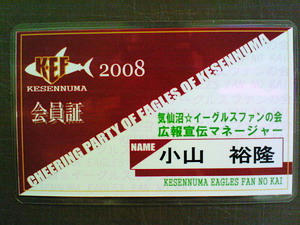 KEF
KESENNUMA
2008
会員証
CHEERING PARTY OF EAGLES OF KESENNUMA
気仙沼☆イーグルスファンの会
広報宣伝マネージャー
NAME
小山 裕隆
KESENNUMA EAGLES FAN NO KAI